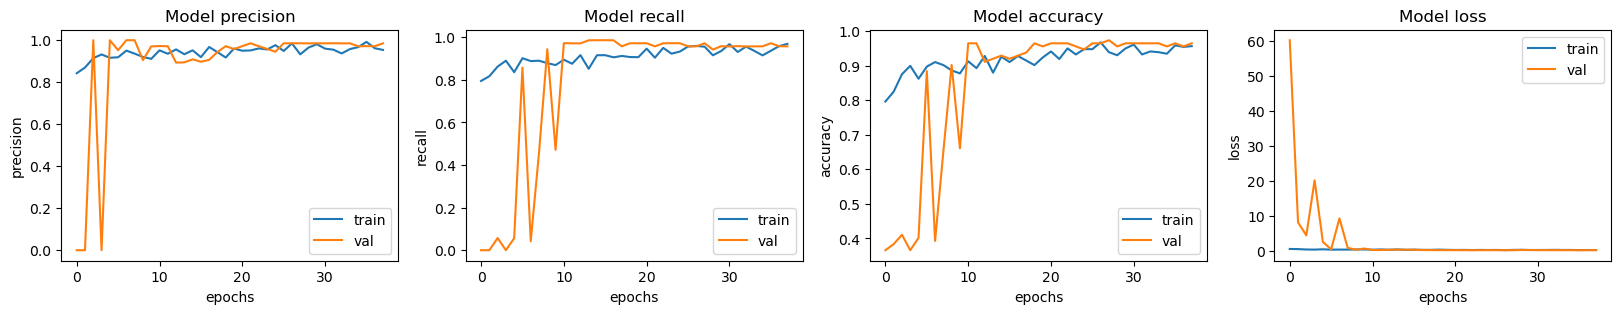 Model precision
precision
1.0
0.8
0.6
0.4
0.2
0.0
0
10
20
30
epochs
train
val
Model recall
recall
1.0
0.8
0.6
0.4
0.2
0.0
0
10
20
30
epochs
train
val
Model accuracy
accuracy
1.0
0.9
0.8
0.7
0.6
0.5
0.4
0
10
20
30
epochs
train
val
Model loss
loss
60
50
40
30
20
10
0
0
10
20
30
epochs
train
val